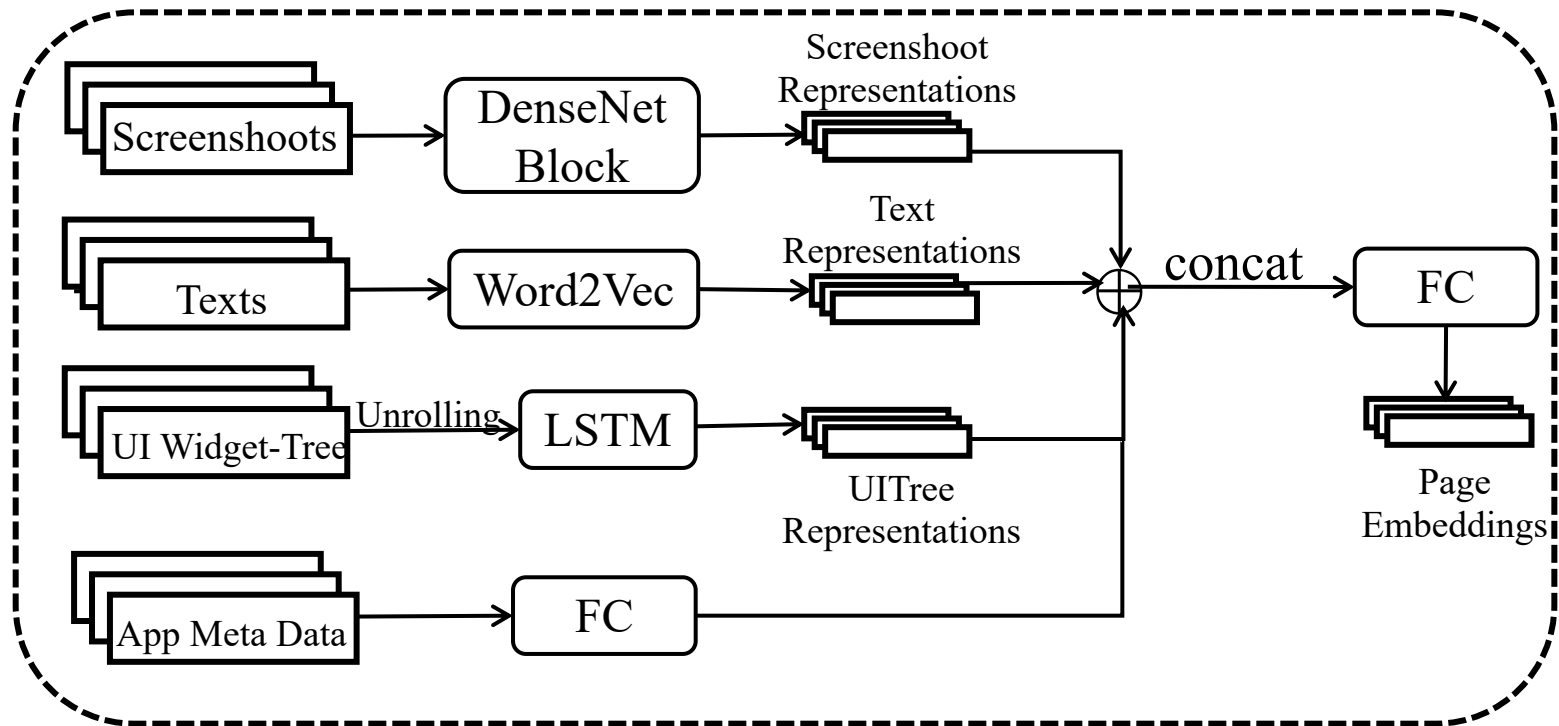 Screenshoots
DenseNet
Block
Screenshoot
Representations
Texts
Word2Vec
Text
Representations
concat
FC
UI Widget-Tree
Unrolling
LSTM
UITree
Representations
Page
Embeddings
App Meta Data
FC